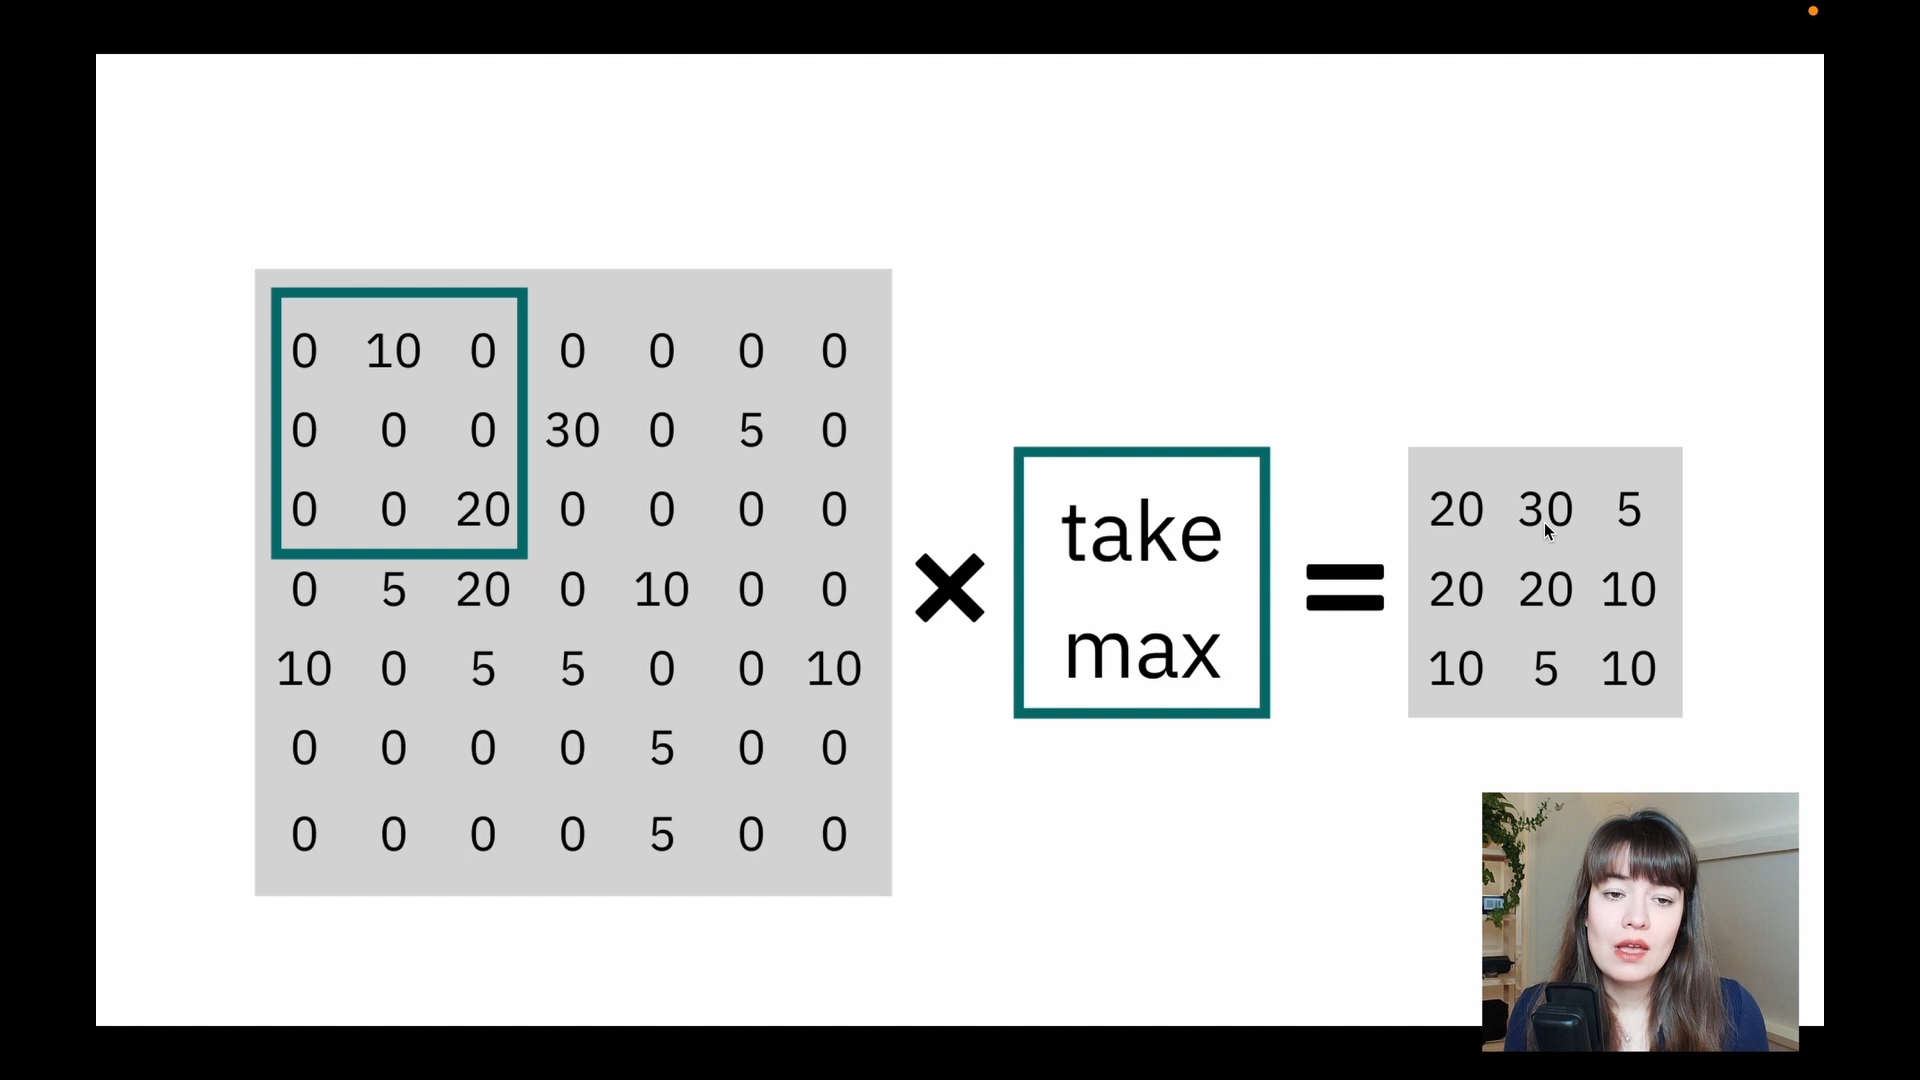 0 10 0 0 0 0 0
0 0 0 30 0 5 0
0 0 20 0 0 0 0
0 5 20 0 10 0 0
10 0 5 5 0 0 10
0 0 0 0 5 0 0
0 0 0 0 5 0 0
×
take
max
=
20 30 5
20 20 10
10 5 10